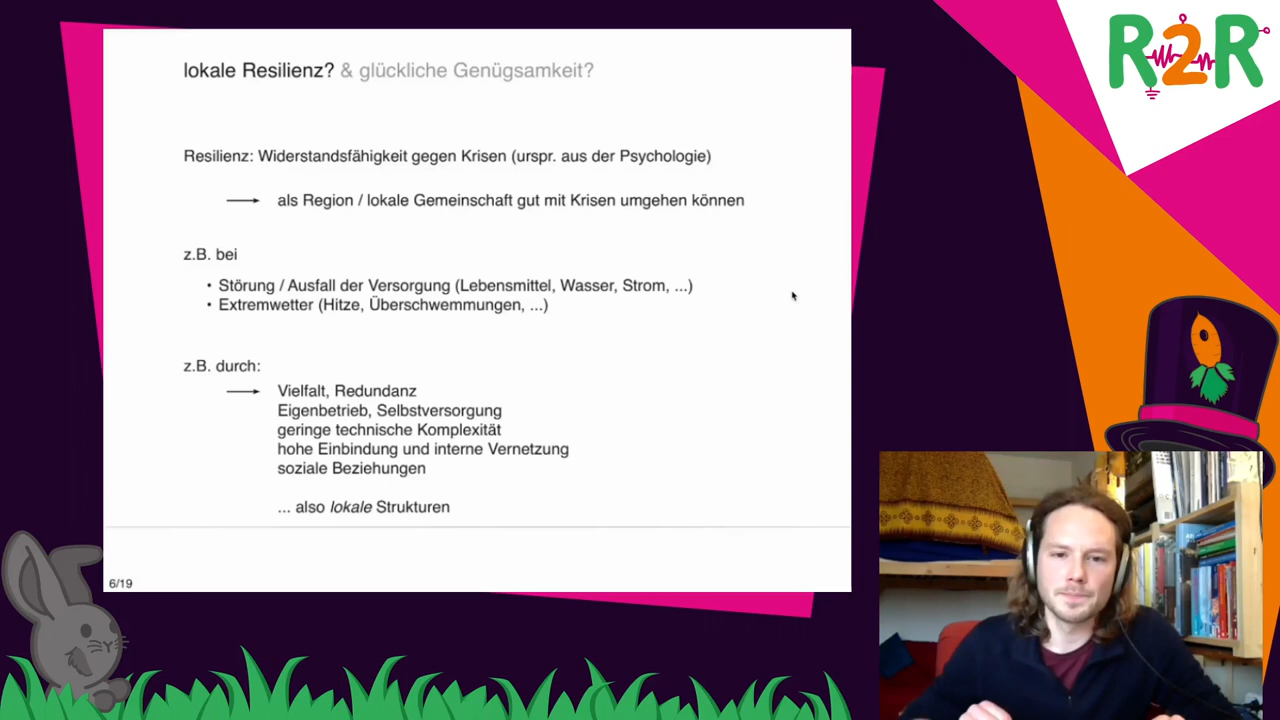 lokale Resilienz? & glückliche Genügsamkeit?
Resilienz: Widerstandsfähigkeit gegen Krisen (urspr. aus der Psychologie)
⟶ als Region / lokale Gemeinschaft gut mit Krisen umgehen können
z.B. bei
• Störung / Ausfall der Versorgung (Lebensmittel, Wasser, Strom, ...)
• Extremwetter (Hitze, Überschwemmungen, ...)
z.B. durch:
⟶ Vielfalt, Redundanz
Eigenbetrieb, Selbstversorgung
geringe technische Komplexität
hohe Einbindung und interne Vernetzung
soziale Beziehungen
... also lokale Strukturen
6/19
R2R